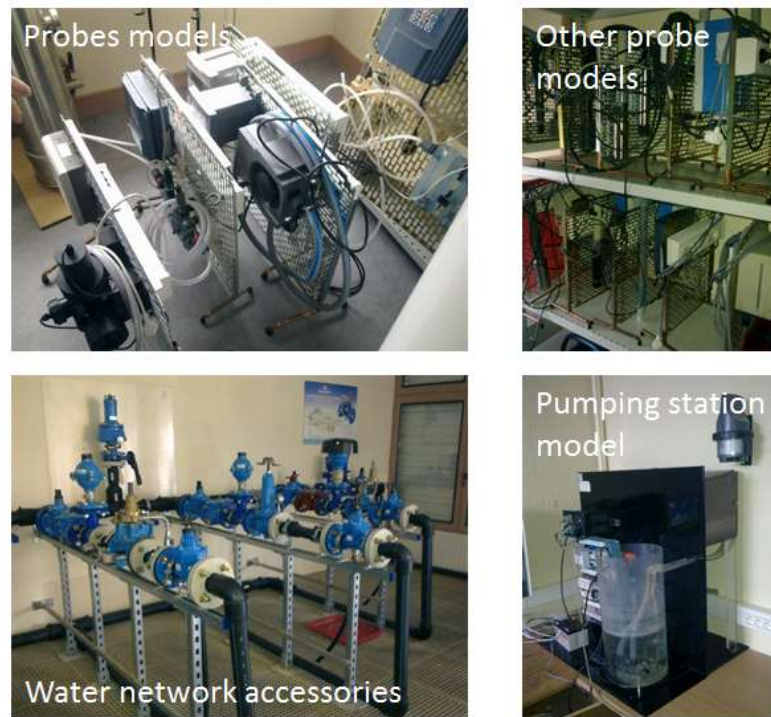 Probes models
Other probe
models
Water network accessories
Pumping station
model